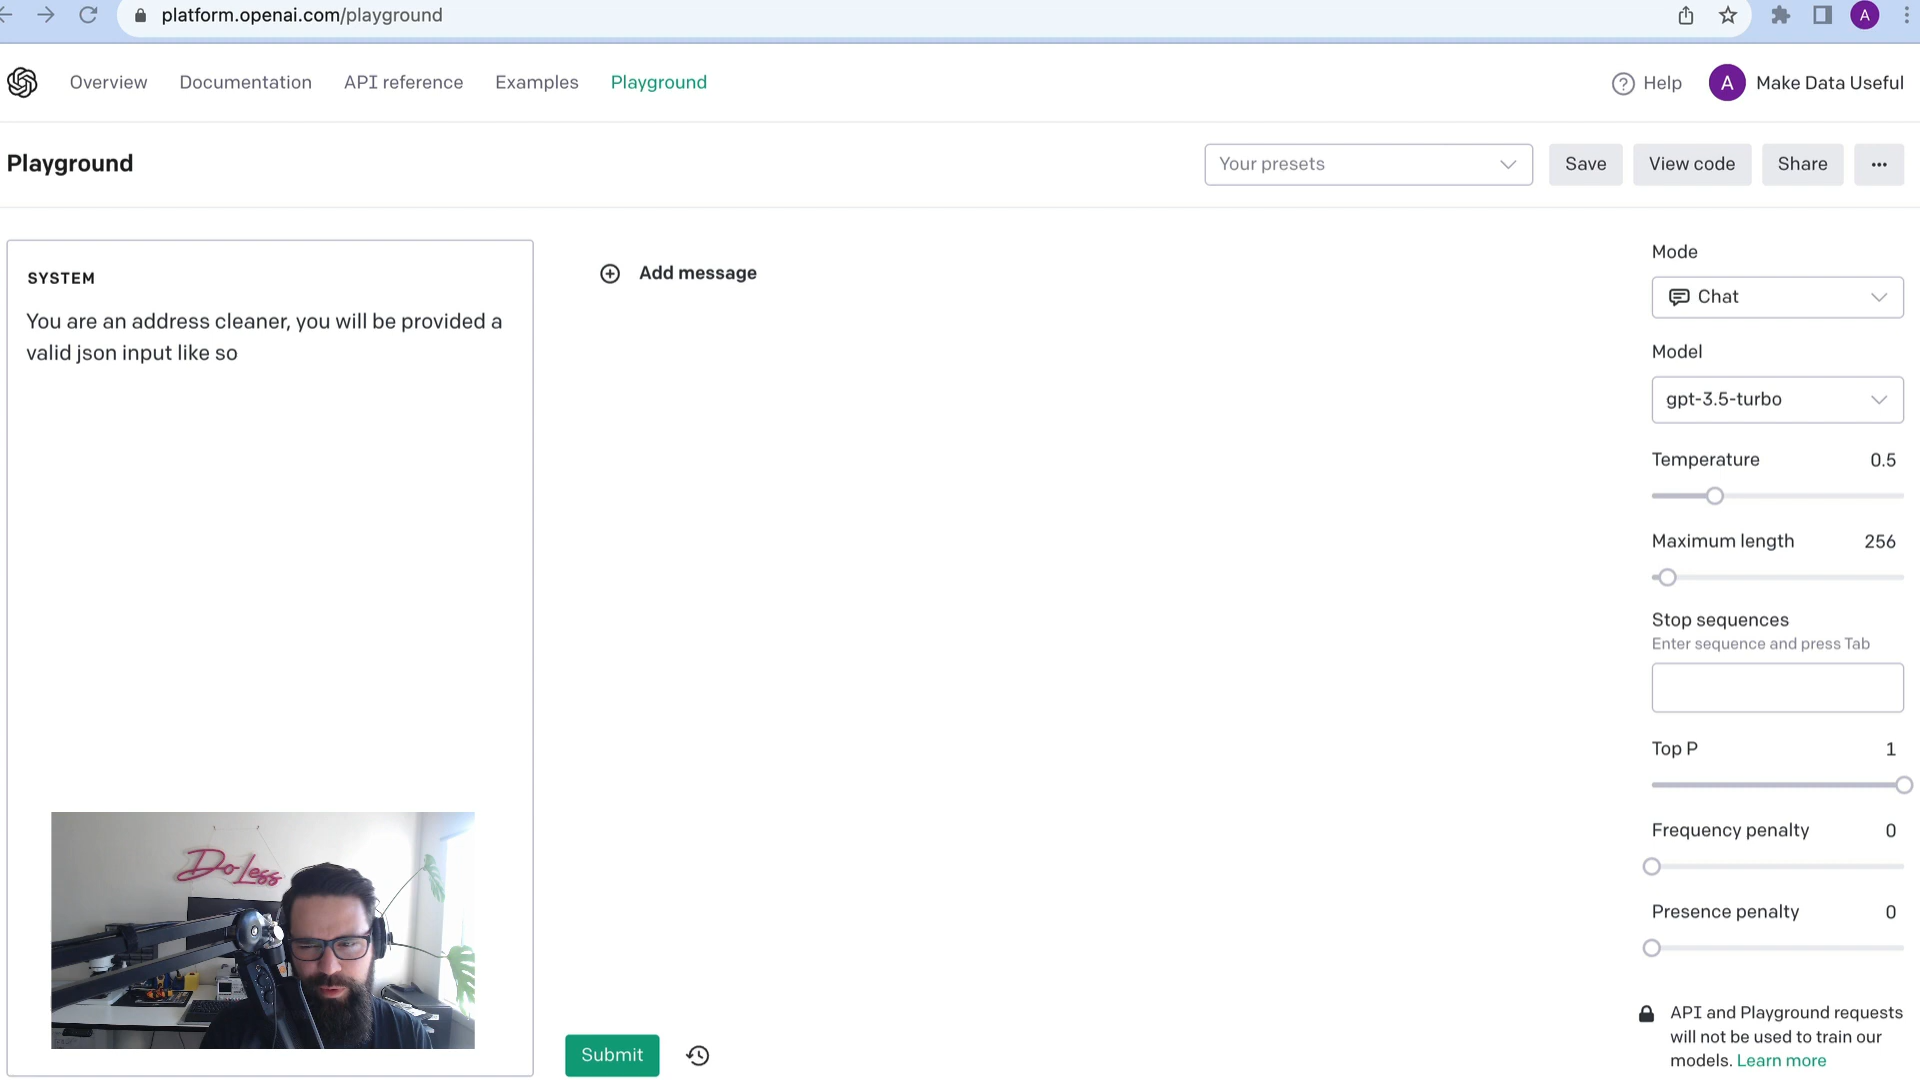 platform.openai.com/playground
A
Overview
Documentation
API reference
Examples
Playground
Help
A
Make Data Useful
Playground
Your presets
Save
View code
Share
SYSTEM
You are an address cleaner, you will be provided a
valid json input like so
Add message
Mode
Chat
Model
gpt-3.5-turbo
Temperature 0.5
Maximum length 256
Stop sequences
Enter sequence and press Tab
Top P 1
Frequency penalty 0
Presence penalty 0
API and Playground requests
will not be used to train our
models. Learn more
Do Less
Submit